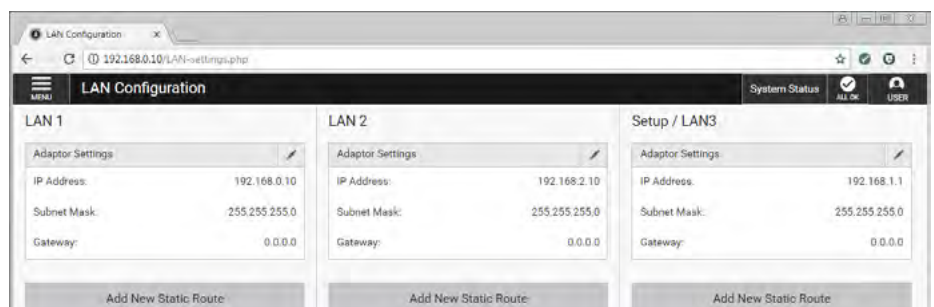 LAN Configuration
192.168.0.10/LAN-settings.php
MENU
LAN Configuration
System Status
ALL OK
USER
LAN 1
Adaptor Settings
IP Address: 192.168.0.10
Subnet Mask: 255.255.255.0
Gateway: 0.0.0.0
Add New Static Route
LAN 2
Adaptor Settings
IP Address: 192.168.2.10
Subnet Mask: 255.255.255.0
Gateway: 0.0.0.0
Add New Static Route
Setup / LAN3
Adaptor Settings
IP Address: 192.168.1.1
Subnet Mask: 255.255.255.0
Gateway: 0.0.0.0
Add New Static Route